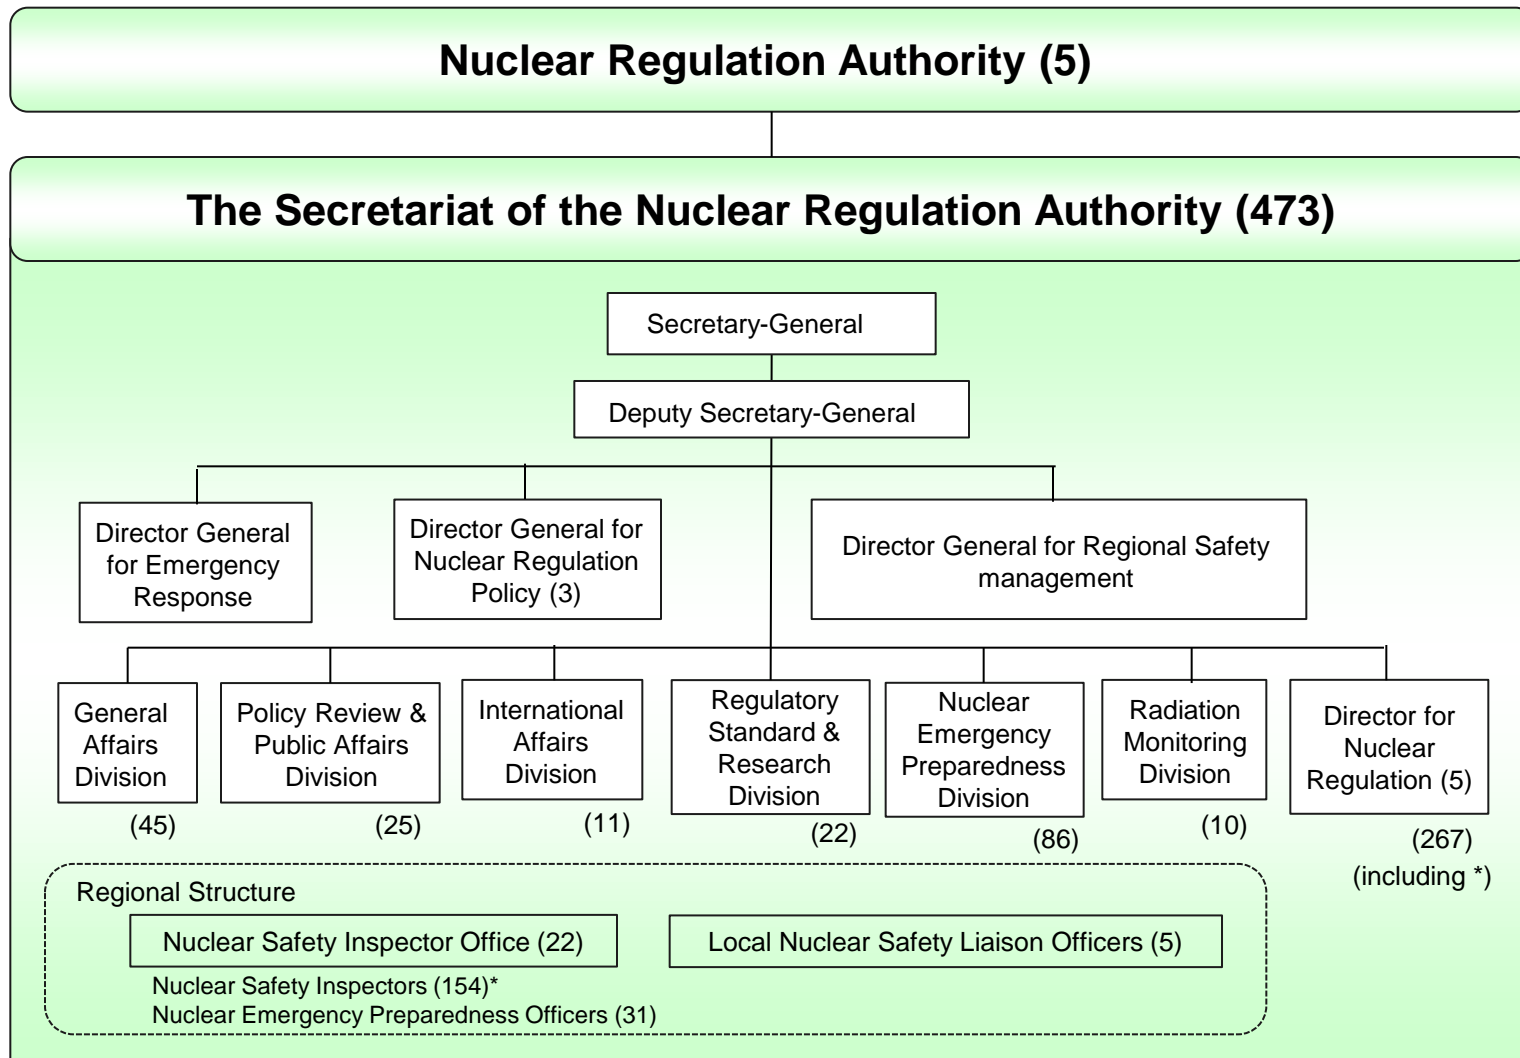 Nuclear Regulation Authority (5)
The Secretariat of the Nuclear Regulation Authority (473)
Secretary-General
Deputy Secretary-General
Director General
for Emergency
Response
Director General for
Nuclear Regulation
Policy (3)
Director General for Regional Safety
management
General
Affairs
Division
(45)
Policy Review &
Public Affairs
Division
(25)
International
Affairs
Division
(11)
Regulatory
Standard &
Research
Division
(22)
Nuclear
Emergency
Preparedness
Division
(86)
Radiation
Monitoring
Division
(10)
Director for
Nuclear
Regulation (5)
(267)
(including *)
Regional Structure
Nuclear Safety Inspector Office (22)
Nuclear Safety Inspectors (154)*
Nuclear Emergency Preparedness Officers (31)
Local Nuclear Safety Liaison Officers (5)